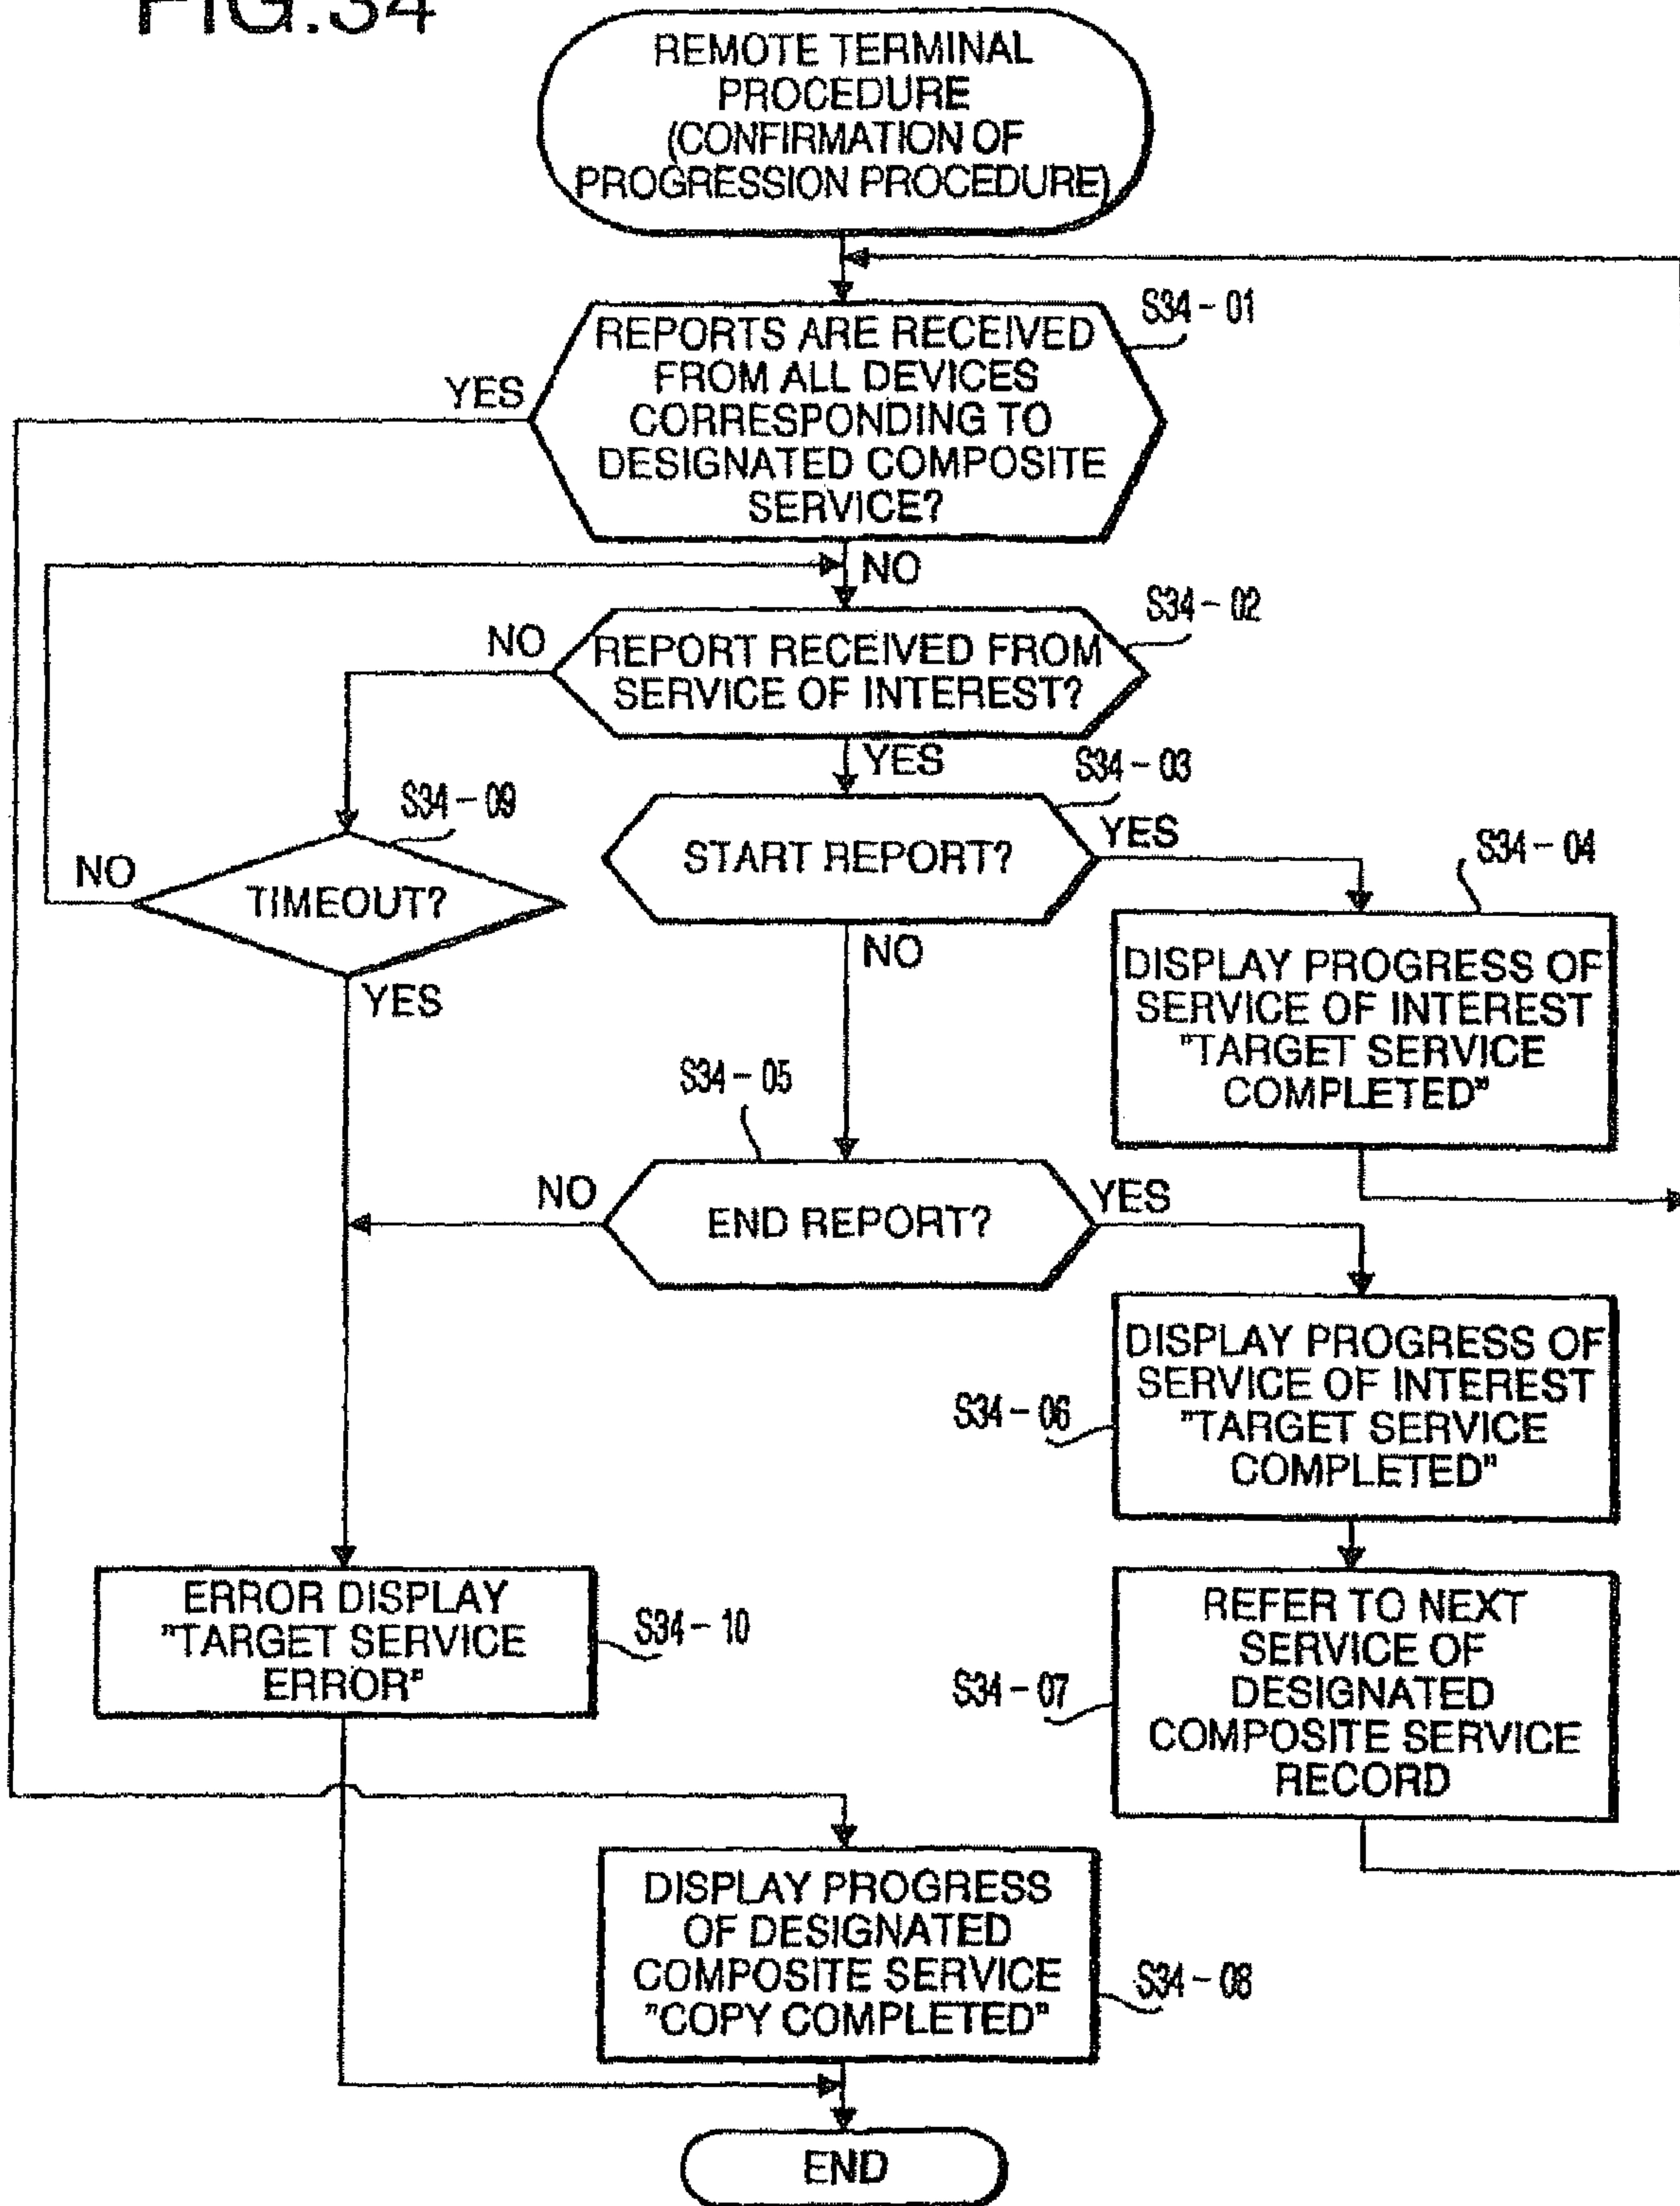 FIG.34
REMOTE TERMINAL
PROCEDURE
(CONFIRMATION OF
PROGRESSION PROCEDURE)
S34-01
REPORTS ARE RECEIVED
FROM ALL DEVICES
CORRESPONDING TO
DESIGNATED COMPOSITE
SERVICE?
YES
NO
S34-02
NO
REPORT RECEIVED FROM
SERVICE OF INTEREST?
YES
S34-03
START REPORT?
YES
S34-09
NO
TIMEOUT?
YES
NO
S34-04
DISPLAY PROGRESS OF
SERVICE OF INTEREST
"TARGET SERVICE
COMPLETED"
S34-05
NO
END REPORT?
YES
S34-06
DISPLAY PROGRESS OF
SERVICE OF INTEREST
"TARGET SERVICE
COMPLETED"
ERROR DISPLAY
"TARGET SERVICE
ERROR"
S34-10
S34-07
REFER TO NEXT
SERVICE OF
DESIGNATED
COMPOSITE SERVICE
RECORD
DISPLAY PROGRESS
OF DESIGNATED
COMPOSITE SERVICE
"COPY COMPLETED"
S34-08
END